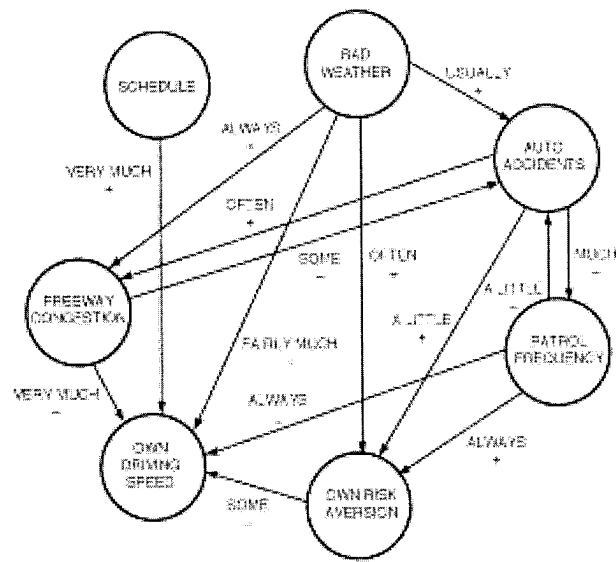 SCHEDULE
BAD
WEATHER
USUALLY
+
AUTO
ACCIDENTS
ALWAYS
+
VERY MUCH
+
OFTEN
+
SOME
−
OFTEN
+
FREEWAY
CONGESTION
A LITTLE
−
MUCH
−
A LITTLE
+
FAIRLY MUCH
−
PATROL
FREQUENCY
VERY MUCH
−
ALWAYS
−
ALWAYS
+
OWN
DRIVING
SPEED
SOME
−
OWN RISK
AVERSION